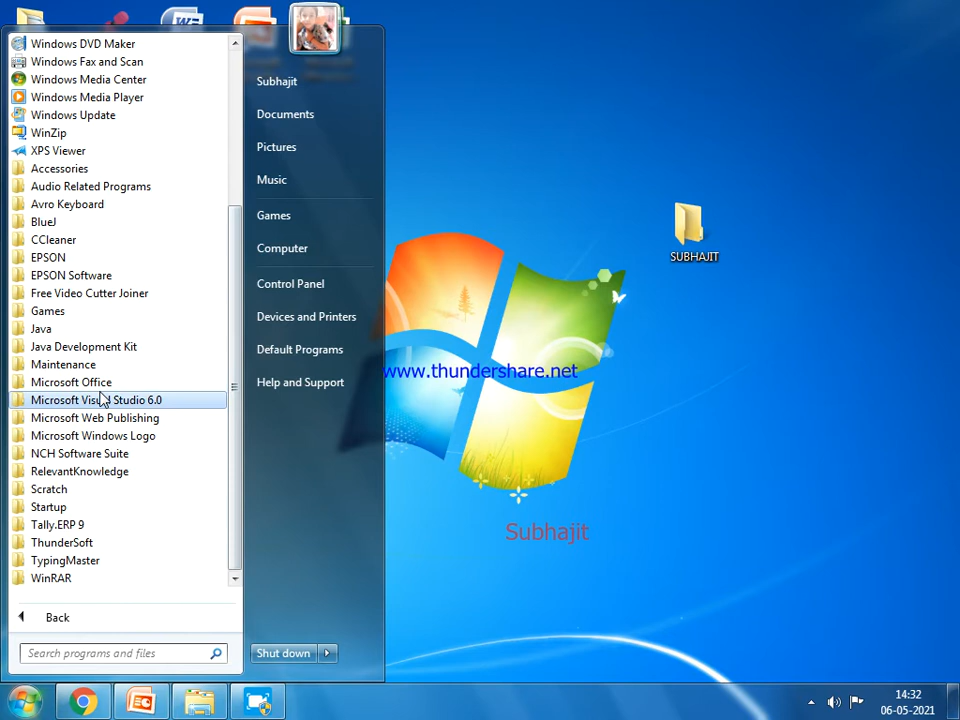 Windows DVD Maker
Windows Fax and Scan
Windows Media Center
Windows Media Player
Windows Update
WinZip
XPS Viewer
Accessories
Audio Related Programs
Avro Keyboard
BlueJ
CCleaner
EPSON
EPSON Software
Free Video Cutter Joiner
Games
Java
Java Development Kit
Maintenance
Microsoft Office
Microsoft Visual Studio 6.0
Microsoft Web Publishing
Microsoft Windows Logo
NCH Software Suite
RelevantKnowledge
Scratch
Startup
Tally.ERP 9
ThunderSoft
TypingMaster
WinRAR
Back
Search programs and files
Subhajit
Documents
Pictures
Music
Games
Computer
Control Panel
Devices and Printers
Default Programs
Help and Support
Shut down
SUBHAJIT
www.thundershare.net
Subhajit
14:32
06-05-2021